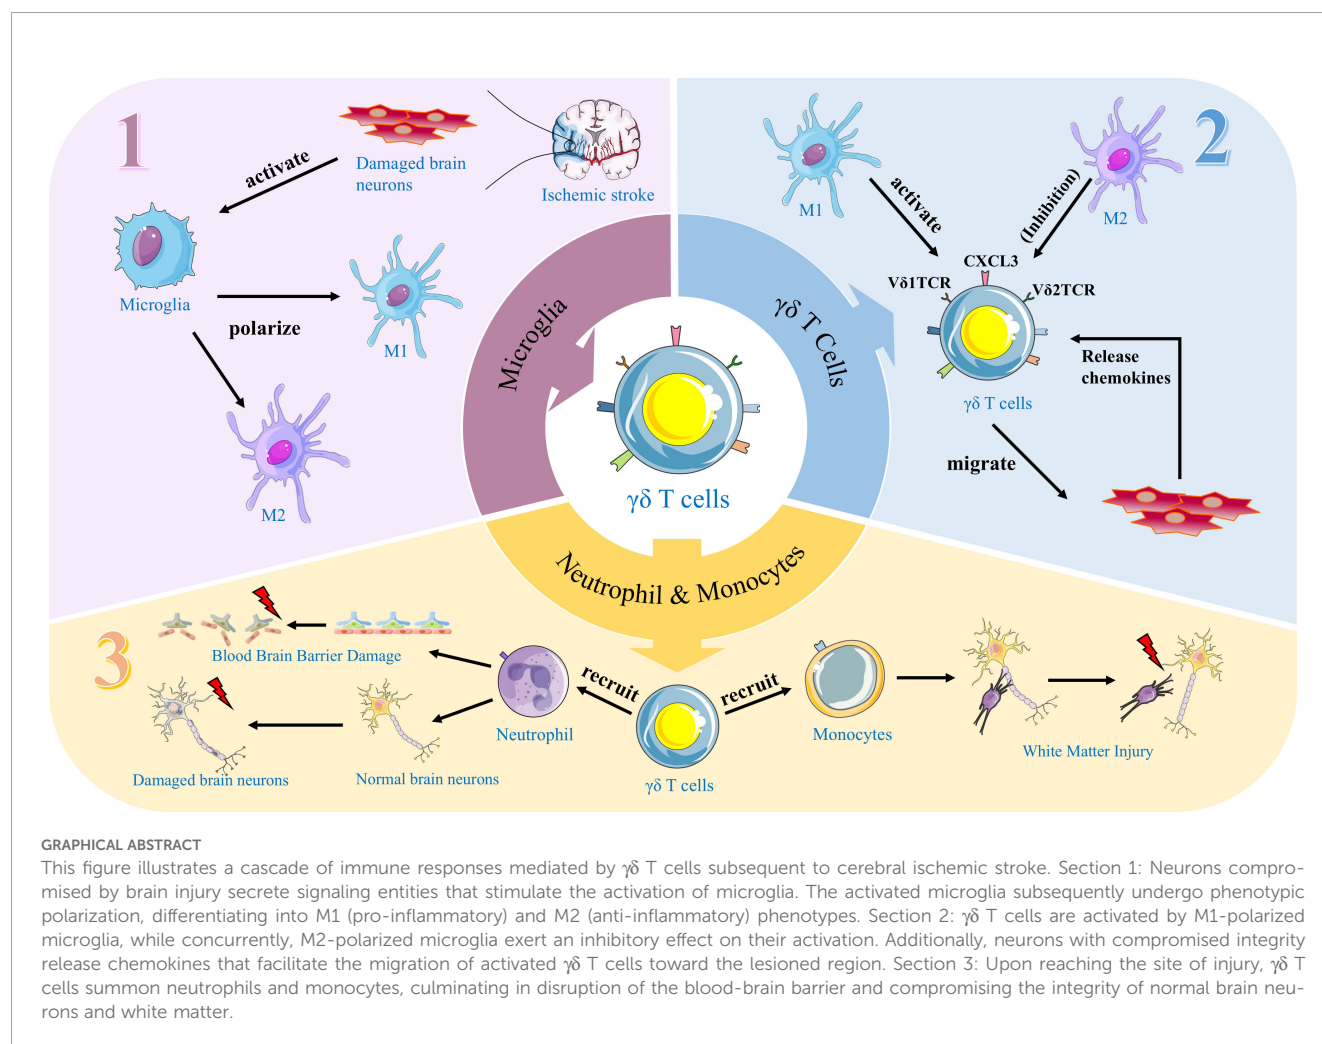 1
activate
Damaged brain
neurons
Ischemic stroke
Microglia
polarize
M1
M2
Microglia
γδ T Cells
Neutrophil & Monocytes
γδ T cells
2
M1
M2
activate
(Inhibition)
CXCL3
Vδ1TCR
Vδ2TCR
Release
chemokines
γδ T cells
migrate
3
Blood Brain Barrier Damage
Damaged brain neurons
Normal brain neurons
Neutrophil
recruit
recruit
γδ T cells
Monocytes
White Matter Injury
GRAPHICAL ABSTRACT
This figure illustrates a cascade of immune responses mediated by γδ T cells subsequent to cerebral ischemic stroke. Section 1: Neurons compro-
mised by brain injury secrete signaling entities that stimulate the activation of microglia. The activated microglia subsequently undergo phenotypic
polarization, differentiating into M1 (pro-inflammatory) and M2 (anti-inflammatory) phenotypes. Section 2: γδ T cells are activated by M1-polarized
microglia, while concurrently, M2-polarized microglia exert an inhibitory effect on their activation. Additionally, neurons with compromised integrity
release chemokines that facilitate the migration of activated γδ T cells toward the lesioned region. Section 3: Upon reaching the site of injury, γδ T
cells summon neutrophils and monocytes, culminating in disruption of the blood-brain barrier and compromising the integrity of normal brain neu-
rons and white matter.